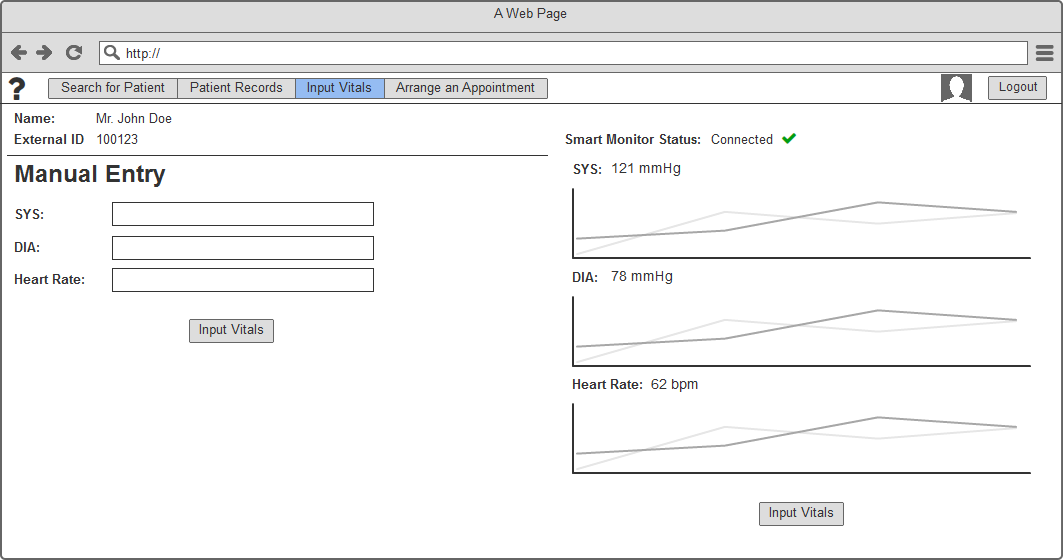 A Web Page
http://
? Search for Patient Patient Records Input Vitals Arrange an Appointment Logout
Name: Mr. John Doe
External ID 100123
Manual Entry
SYS:
DIA:
Heart Rate:
Input Vitals
Smart Monitor Status: Connected
SYS: 121 mmHg
DIA: 78 mmHg
Heart Rate: 62 bpm
Input Vitals